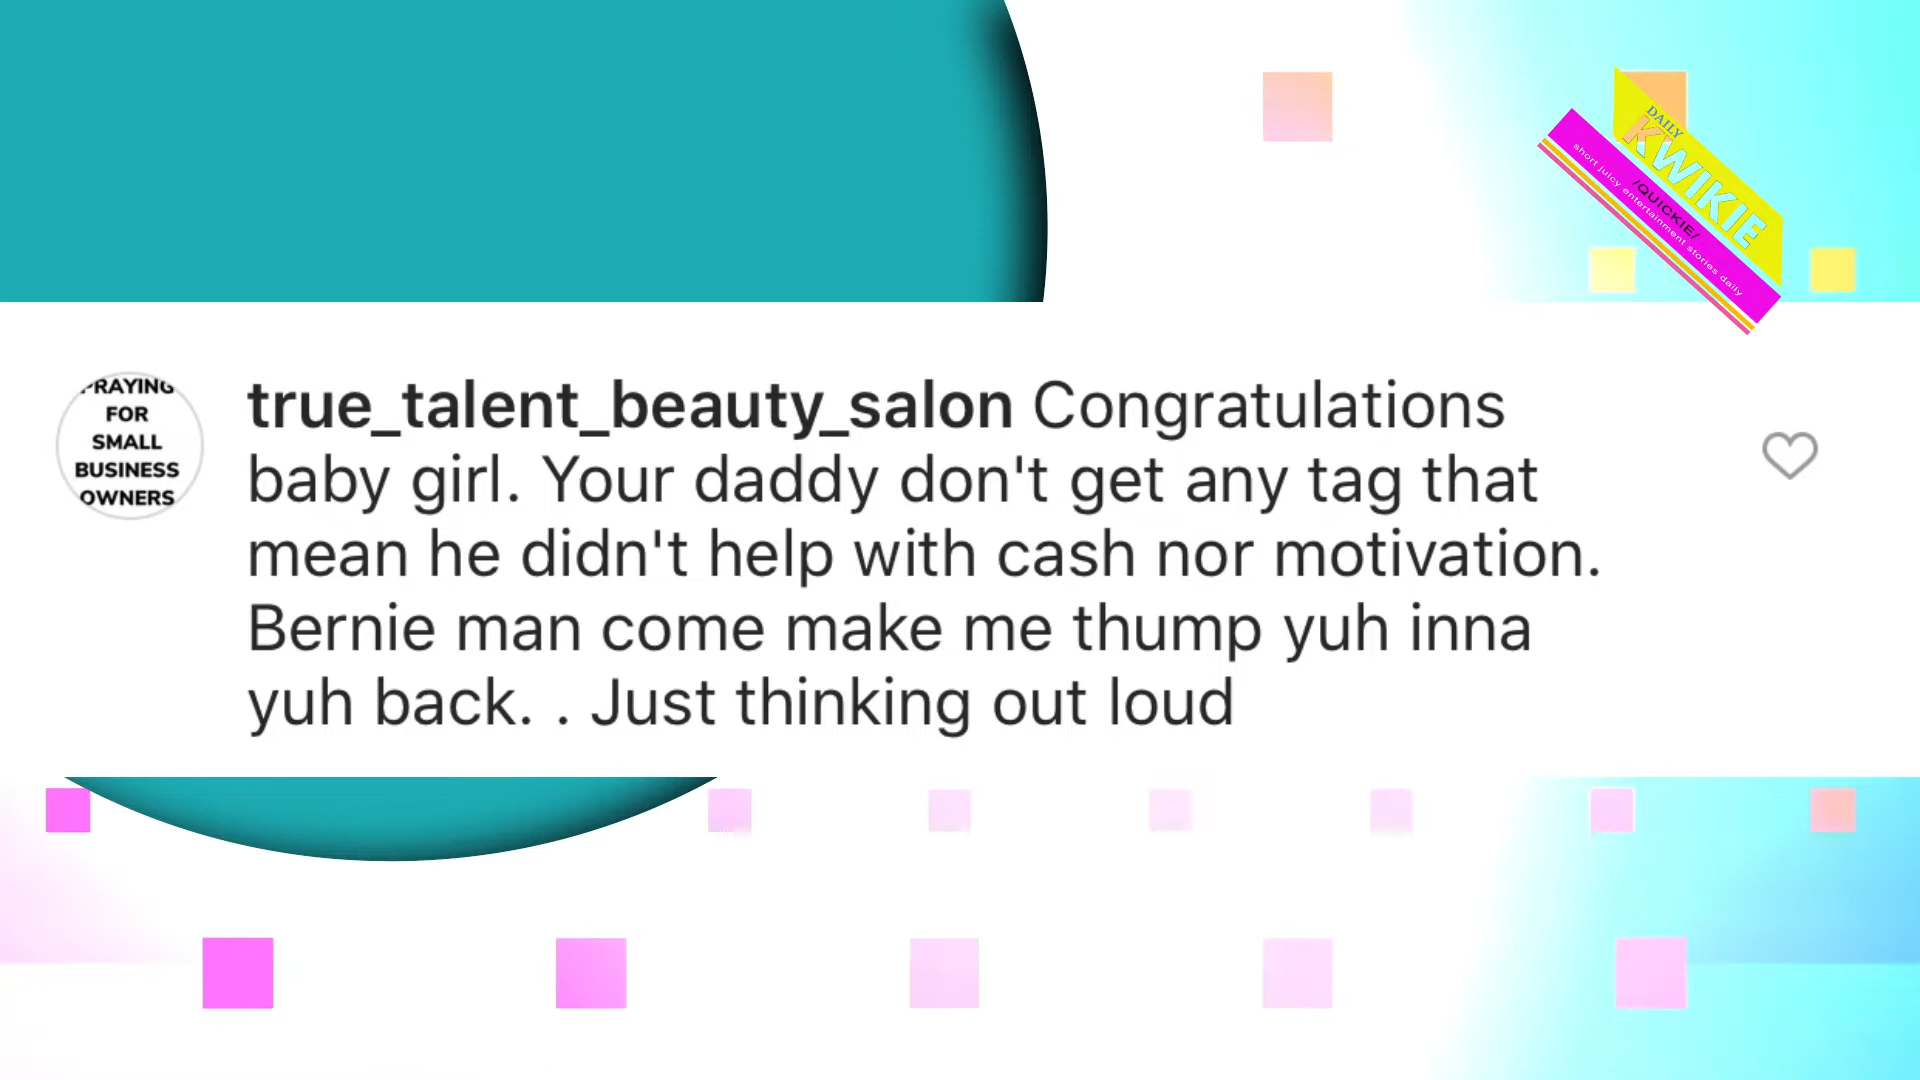 DAILY
KWIKIE
/QUICKIE/
short juicy entertainment stories daily
PRAYING
FOR
SMALL
BUSINESS
OWNERS
true_talent_beauty_salon Congratulations
baby girl. Your daddy don't get any tag that
mean he didn't help with cash nor motivation.
Bernie man come make me thump yuh inna
yuh back. . Just thinking out loud